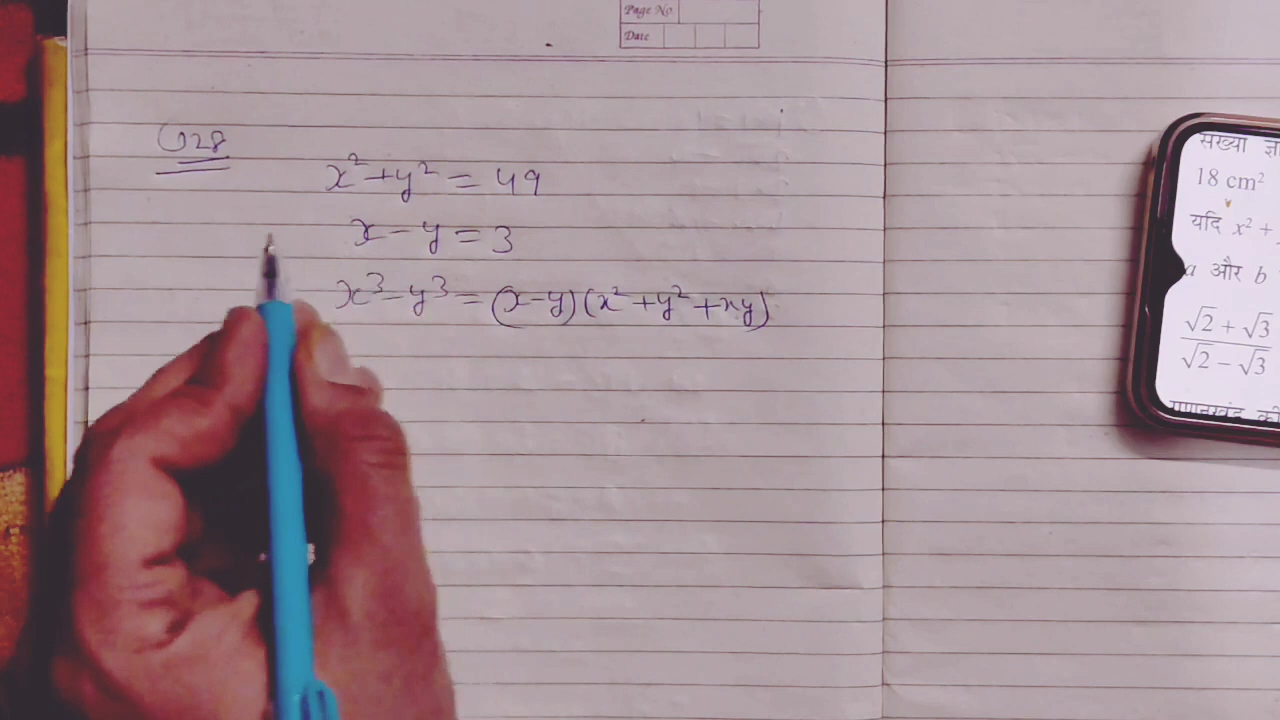 Page No.
Date
Q28
x² + y² = 49
x - y = 3
x³ - y³ = (x - y)(x² + y² + xy)
संख्या
18 cm²
यदि x² +
a और b
√2 + √3
√2 - √3